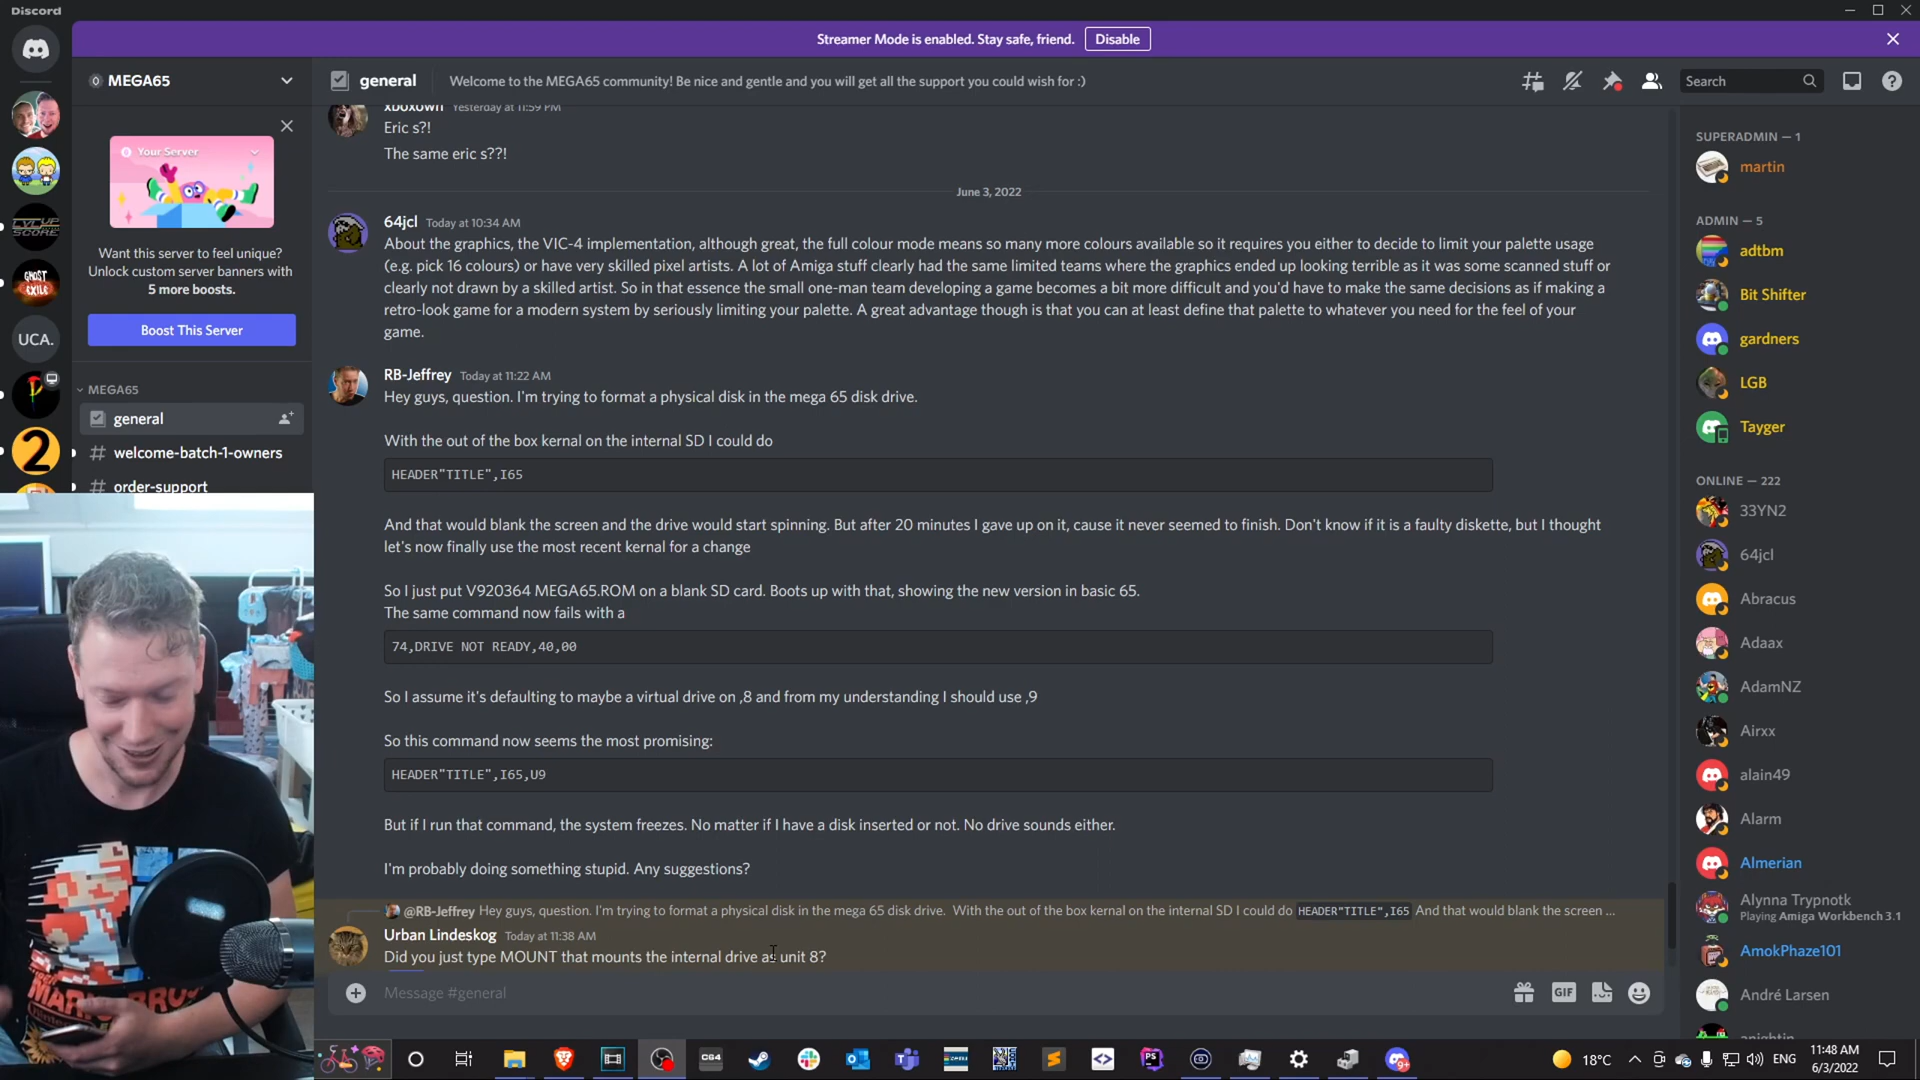 Discord
Streamer Mode is enabled. Stay safe, friend.
Disable
MEGA65
general
Welcome to the MEGA65 community! Be nice and gentle and you will get all the support you could wish for :)
Search
Your Server
Want this server to feel unique?
Unlock custom server banners with
5 more boosts.
Boost This Server
MEGA65
general
welcome-batch-1-owners
order-support
UCA.
LVL UP
SCORE
GHOST
EXILE
2
xboxown Yesterday at 11:59 PM
Eric s?!
The same eric s??!
June 3, 2022
64jcl Today at 10:34 AM
About the graphics, the VIC-4 implementation, although great, the full colour mode means so many more colours available so it requires you either to decide to limit your palette usage
(e.g. pick 16 colours) or have very skilled pixel artists. A lot of Amiga stuff clearly had the same limited teams where the graphics ended up looking terrible as it was some scanned stuff or
clearly not drawn by a skilled artist. So in that essence the small one-man team developing a game becomes a bit more difficult and you'd have to make the same decisions as if making a
retro-look game for a modern system by seriously limiting your palette. A great advantage though is that you can at least define that palette to whatever you need for the feel of your
game.
RB-Jeffrey Today at 11:22 AM
Hey guys, question. I'm trying to format a physical disk in the mega 65 disk drive.
With the out of the box kernal on the internal SD I could do
HEADER"TITLE",I65
And that would blank the screen and the drive would start spinning. But after 20 minutes I gave up on it, cause it never seemed to finish. Don't know if it is a faulty diskette, but I thought
let's now finally use the most recent kernal for a change
So I just put V920364 MEGA65.ROM on a blank SD card. Boots up with that, showing the new version in basic 65.
The same command now fails with a
74,DRIVE NOT READY,40,00
So I assume it's defaulting to maybe a virtual drive on ,8 and from my understanding I should use ,9
So this command now seems the most promising:
HEADER"TITLE",I65,U9
But if I run that command, the system freezes. No matter if I have a disk inserted or not. No drive sounds either.
I'm probably doing something stupid. Any suggestions?
@RB-Jeffrey Hey guys, question. I'm trying to format a physical disk in the mega 65 disk drive. With the out of the box kernal on the internal SD I could do HEADER"TITLE",I65 And that would blank the screen ...
Urban Lindeskog Today at 11:38 AM
Did you just type MOUNT that mounts the internal drive as unit 8?
Message #general
GIF
SUPERADMIN — 1
martin
ADMIN — 5
adtbm
Bit Shifter
gardners
LGB
Tayger
ONLINE — 222
33YN2
64jcl
Abracus
Adaax
AdamNZ
Airxx
alain49
Alarm
Almerian
Alynna Trypnotk
Playing Amiga Workbench 3.1
AmokPhaze101
André Larsen
CG4
PS
9+
18°C
ENG
11:48 AM
6/3/2022